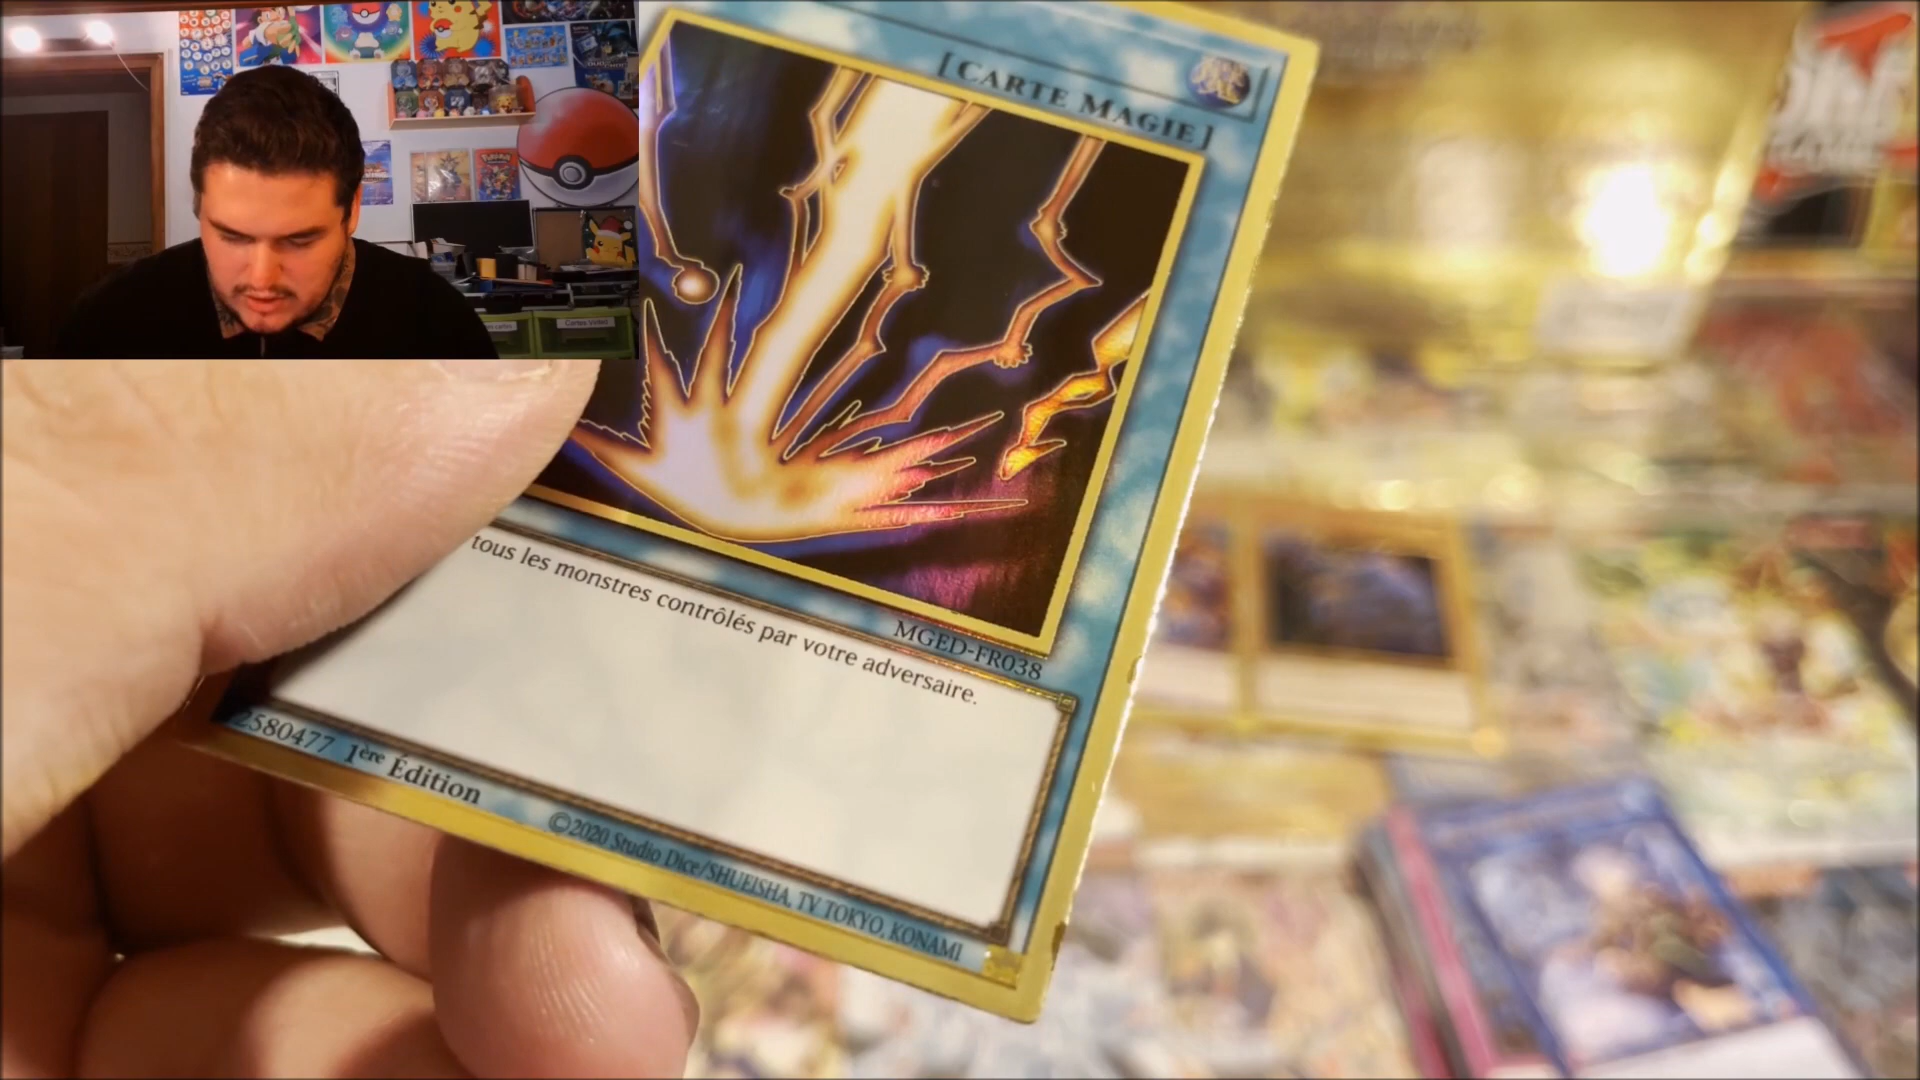 [CARTE MAGIE]
MGED-FR038
tous les monstres contrôlés par votre adversaire.
2580477 1ère Édition
©2020 Studio Dice/SHUEISHA, TV TOKYO, KONAMI